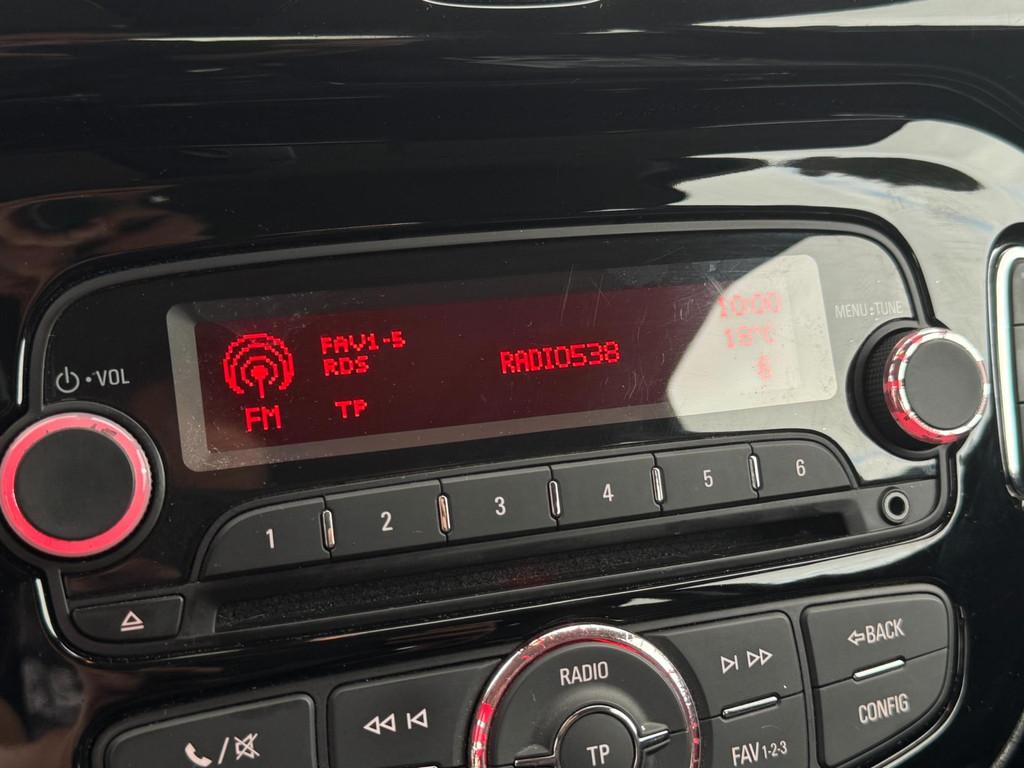 VOL
MENU-TUNE
FAV1-5
10:00
RDS
RADIO538
FM
TP
1
2
3
4
5
6
RADIO
BACK
CONFIG
TP
FAV 1-2-3